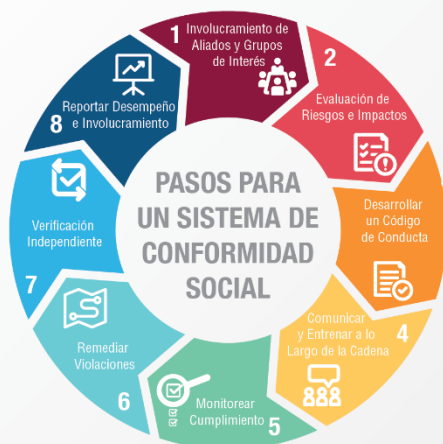 1
Involucramiento de
Aliados y Grupos
de Interés
2
Evaluación de
Riesgos e Impactos
Desarrollar
un Código
de Conducta
4
Comunicar
y Entrenar a lo
Largo de la Cadena
5
Monitorear
Cumplimiento
6
Remediar
Violaciones
7
Verificación
Independiente
8
Reportar Desempeño
e Involucramiento
PASOS PARA
UN SISTEMA DE
CONFORMIDAD
SOCIAL